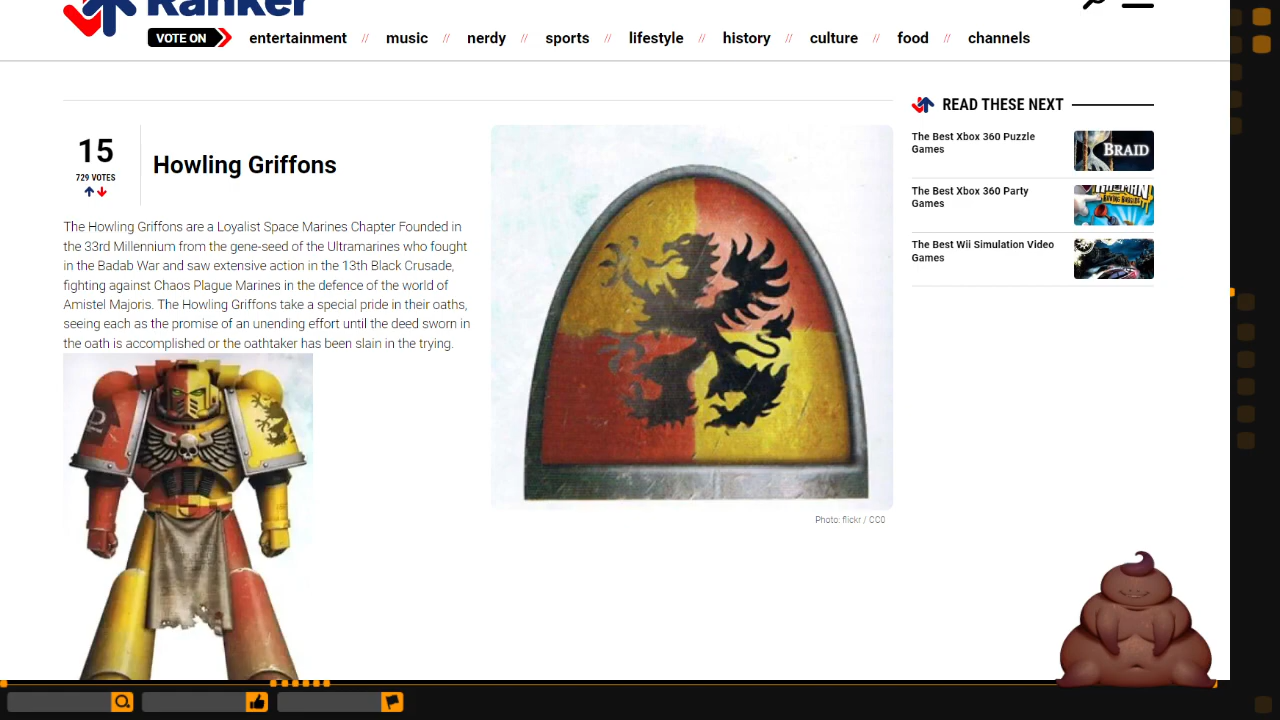 Ranker
VOTE ON
entertainment // music // nerdy // sports // lifestyle // history // culture // food // channels
READ THESE NEXT
15
729 VOTES
Howling Griffons
The Howling Griffons are a Loyalist Space Marines Chapter Founded in
the 33rd Millennium from the gene-seed of the Ultramarines who fought
in the Badab War and saw extensive action in the 13th Black Crusade,
fighting against Chaos Plague Marines in the defence of the world of
Amistel Majoris. The Howling Griffons take a special pride in their oaths,
seeing each as the promise of an unending effort until the deed sworn in
the oath is accomplished or the oathtaker has been slain in the trying.
Photo: flickr / CC0
The Best Xbox 360 Puzzle
Games
BRAID
The Best Xbox 360 Party
Games
The Best Wii Simulation Video
Games